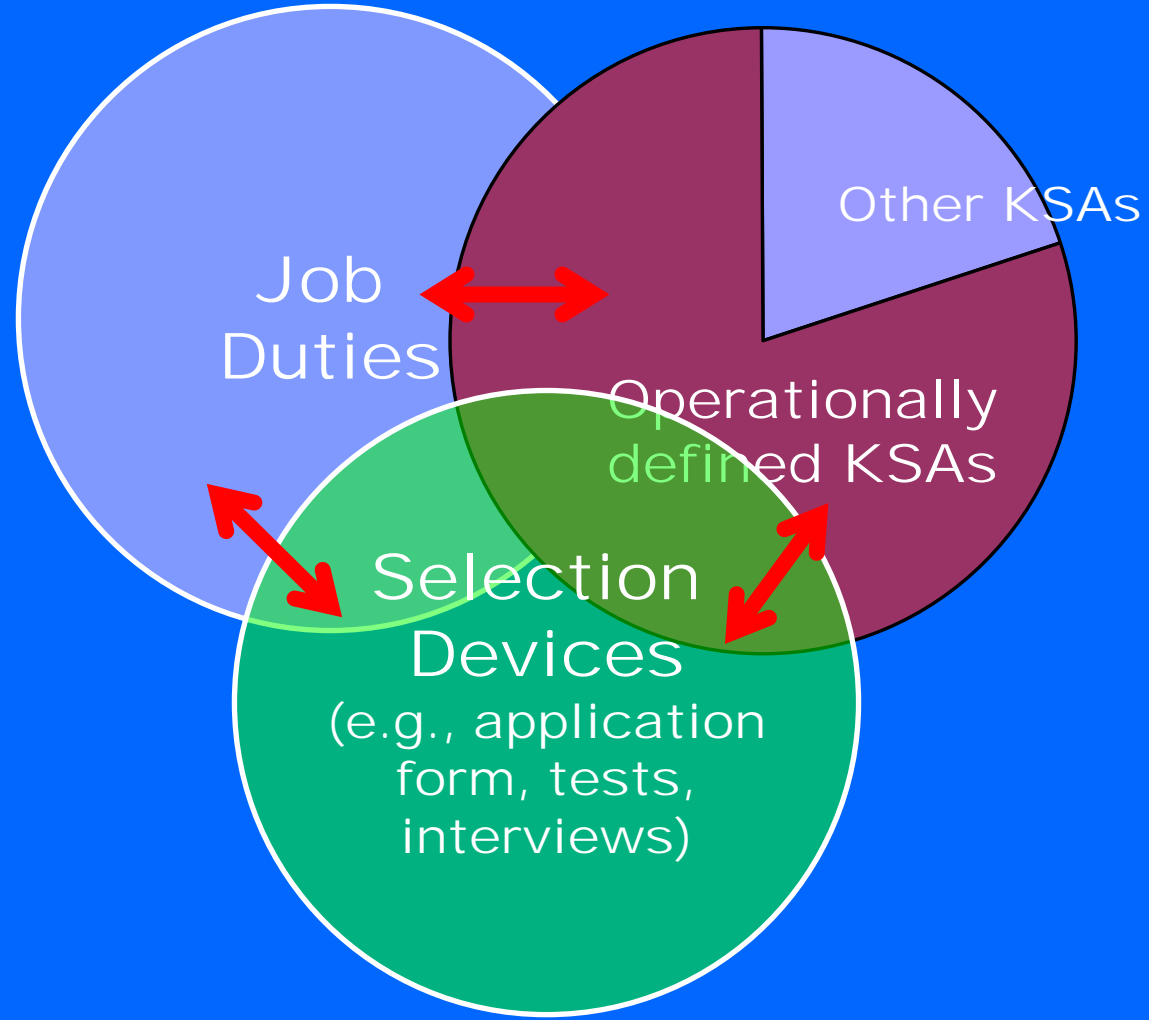 Other KSAs
Job
Duties
Operationally
defined KSAs
Selection
Devices
(e.g., application
form, tests,
interviews)